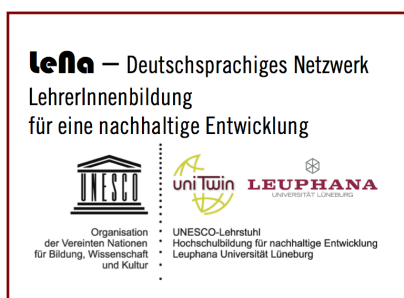 LeNa – Deutschsprachiges Netzwerk
LehrerInnenbildung
für eine nachhaltige Entwicklung
UNESCO
uniTwin
LEUPHANA
UNIVERSITÄT LÜNEBURG
Organisation
der Vereinten Nationen
für Bildung, Wissenschaft
und Kultur
UNESCO-Lehrstuhl
Hochschulbildung für nachhaltige Entwicklung
Leuphana Universität Lüneburg